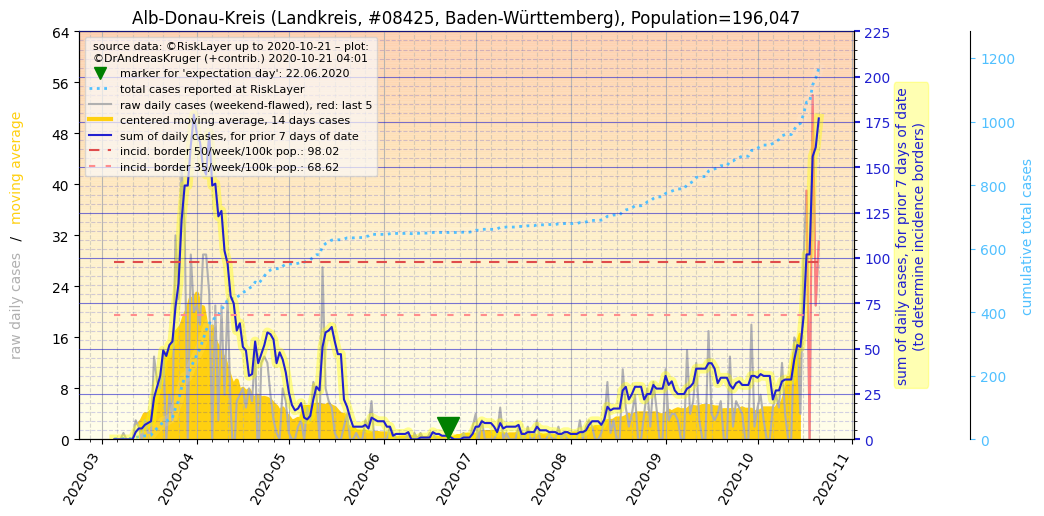 Alb-Donau-Kreis (Landkreis, #08425, Baden-Württemberg), Population=196,047
source data: ©RiskLayer up to 2020-10-21 – plot:
©DrAndreasKruger (+contrib.) 2020-10-21 04:01
marker for 'expectation day': 22.06.2020
total cases reported at RiskLayer
raw daily cases (weekend-flawed), red: last 5
centered moving average, 14 days cases
sum of daily cases, for prior 7 days of date
incid. border 50/week/100k pop.: 98.02
incid. border 35/week/100k pop.: 68.62
raw daily cases / moving average
64
56
48
40
32
24
16
8
0
2020-03
2020-04
2020-05
2020-06
2020-07
2020-08
2020-09
2020-10
2020-11
225
200
175
150
125
100
75
50
25
0
sum of daily cases, for prior 7 days of date
(to determine incidence borders)
1200
1000
800
600
400
200
0
cumulative total cases